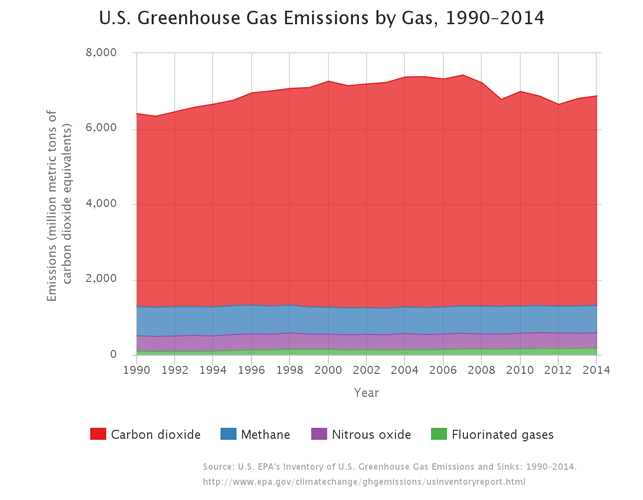 U.S. Greenhouse Gas Emissions by Gas, 1990–2014
Emissions (million metric tons of
carbon dioxide equivalents)
8,000
6,000
4,000
2,000
0
1990 1992 1994 1996 1998 2000 2002 2004 2006 2008 2010 2012 2014
Year
Carbon dioxide Methane Nitrous oxide Fluorinated gases
Source: U.S. EPA's Inventory of U.S. Greenhouse Gas Emissions and Sinks: 1990–2014.
http://www.epa.gov/climatechange/ghgemissions/usinventoryreport.html